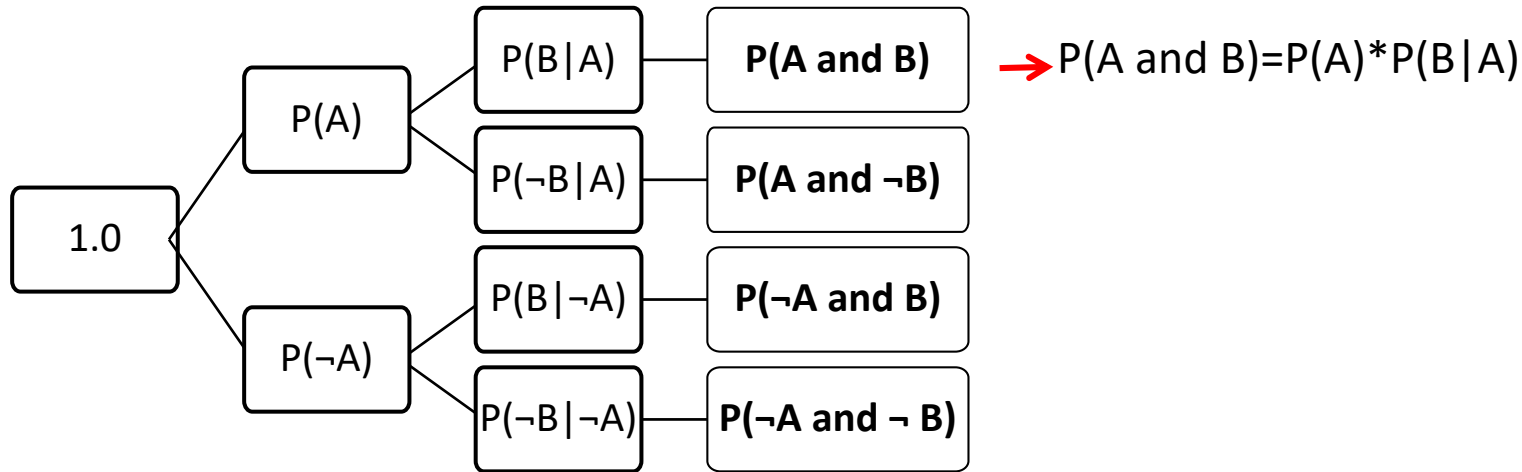 P(B|A)
P(A and B)
P(A and B)=P(A)*P(B|A)
P(A)
P(¬B|A)
P(A and ¬B)
1.0
P(B|¬A)
P(¬A and B)
P(¬A)
P(¬B|¬A)
P(¬A and ¬ B)